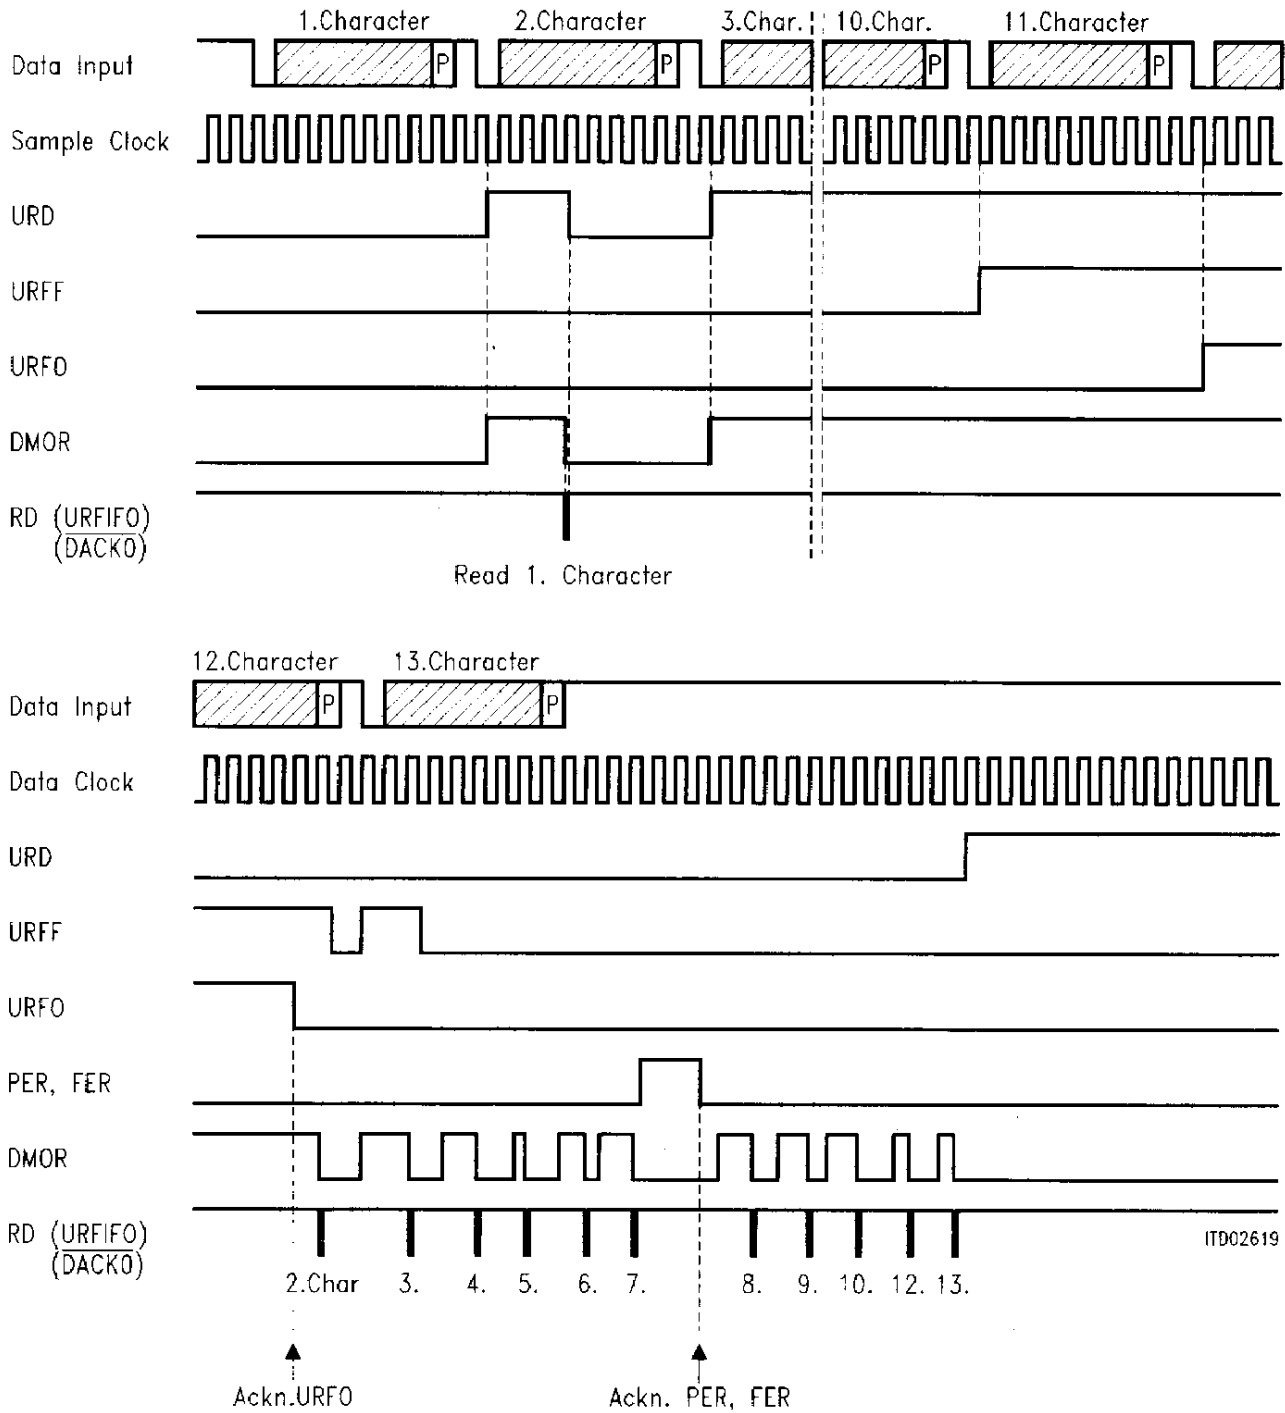 1.Character 2.Character 3.Char. 10.Char. 11.Character
Data Input P P P P
Sample Clock
URD
URFF
URFO
DMOR
RD (URFIFO)
(DACK0)
Read 1. Character
12.Character 13.Character
Data Input P P
Data Clock
URD
URFF
URFO
PER, FER
DMOR
RD (URFIFO)
(DACK0)
ITD02619
2.Char 3. 4. 5. 6. 7. 8. 9. 10. 12. 13.
Ackn.URFO Ackn. PER, FER